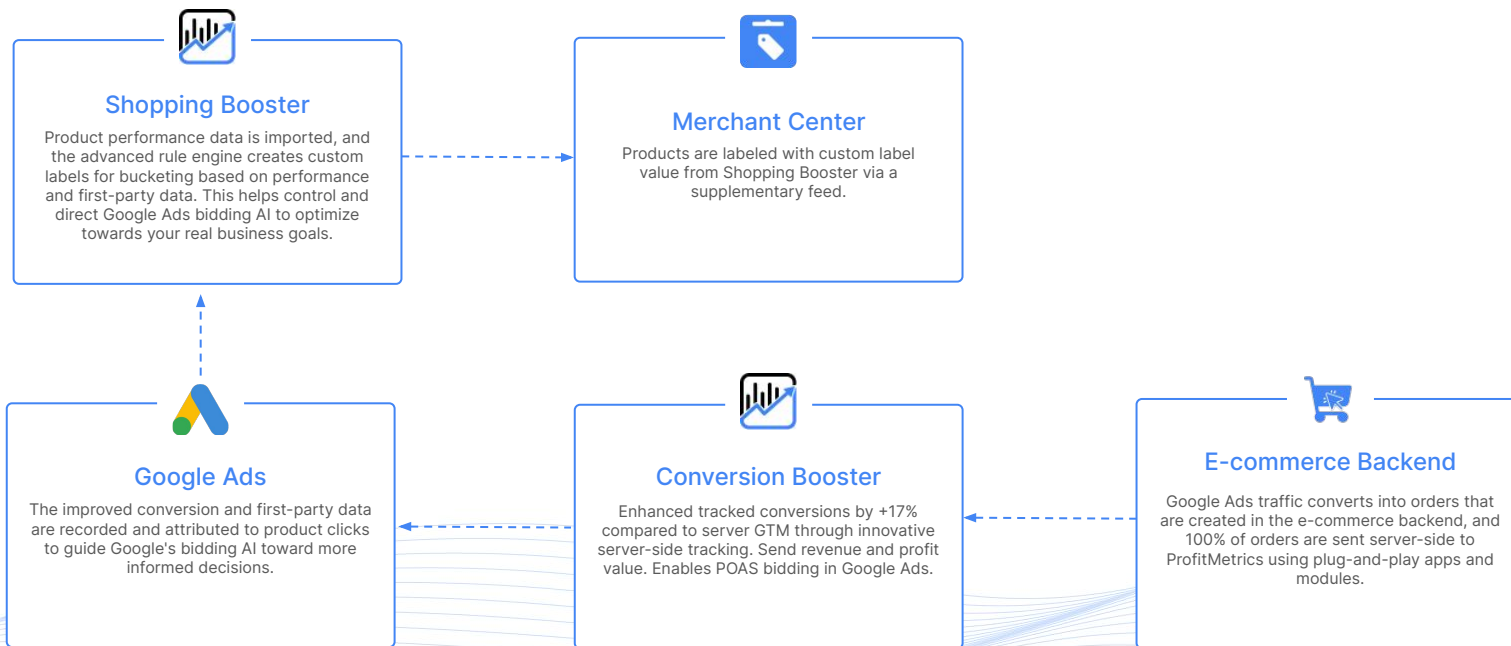 Shopping Booster
Product performance data is imported, and
the advanced rule engine creates custom
labels for bucketing based on performance
and first-party data. This helps control and
direct Google Ads bidding AI to optimize
towards your real business goals.
Merchant Center
Products are labeled with custom label
value from Shopping Booster via a
supplementary feed.
Google Ads
The improved conversion and first-party data
are recorded and attributed to product clicks
to guide Google's bidding AI toward more
informed decisions.
Conversion Booster
Enhanced tracked conversions by +17%
compared to server GTM through innovative
server-side tracking. Send revenue and profit
value. Enables POAS bidding in Google Ads.
E-commerce Backend
Google Ads traffic converts into orders that
are created in the e-commerce backend, and
100% of orders are sent server-side to
ProfitMetrics using plug-and-play apps and
modules.